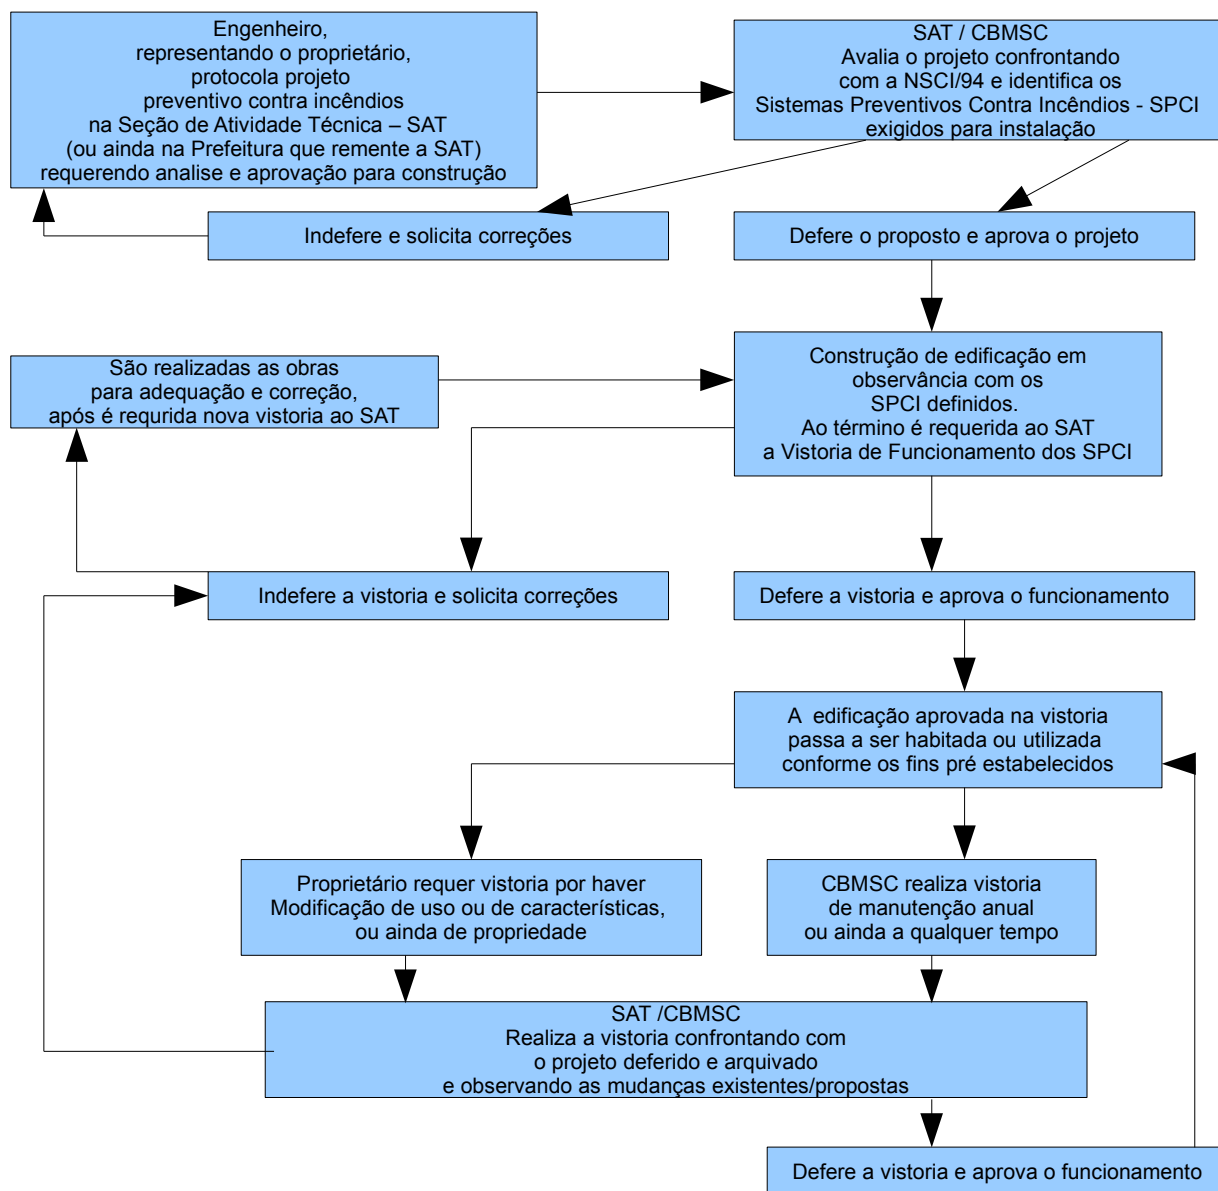 Engenheiro,
representando o proprietário,
protocola projeto
preventivo contra incêndios
na Seção de Atividade Técnica – SAT
(ou ainda na Prefeitura que remente a SAT)
requerendo analise e aprovação para construção
SAT / CBMSC
Avalia o projeto confrontando
com a NSCI/94 e identifica os
Sistemas Preventivos Contra Incêndios - SPCI
exigidos para instalação
Indefere e solicita correções
Defere o proposto e aprova o projeto
São realizadas as obras
para adequação e correção,
após é requrida nova vistoria ao SAT
Construção de edificação em
observância com os
SPCI definidos.
Ao término é requerida ao SAT
a Vistoria de Funcionamento dos SPCI
Indefere a vistoria e solicita correções
Defere a vistoria e aprova o funcionamento
A  edificação aprovada na vistoria
passa a ser habitada ou utilizada
conforme os fins pré estabelecidos
Proprietário requer vistoria por haver
Modificação de uso ou de características,
ou ainda de propriedade
CBMSC realiza vistoria
de manutenção anual
ou ainda a qualquer tempo
SAT /CBMSC
Realiza a vistoria confrontando com
o projeto deferido e arquivado
e observando as mudanças existentes/propostas
Defere a vistoria e aprova o funcionamento